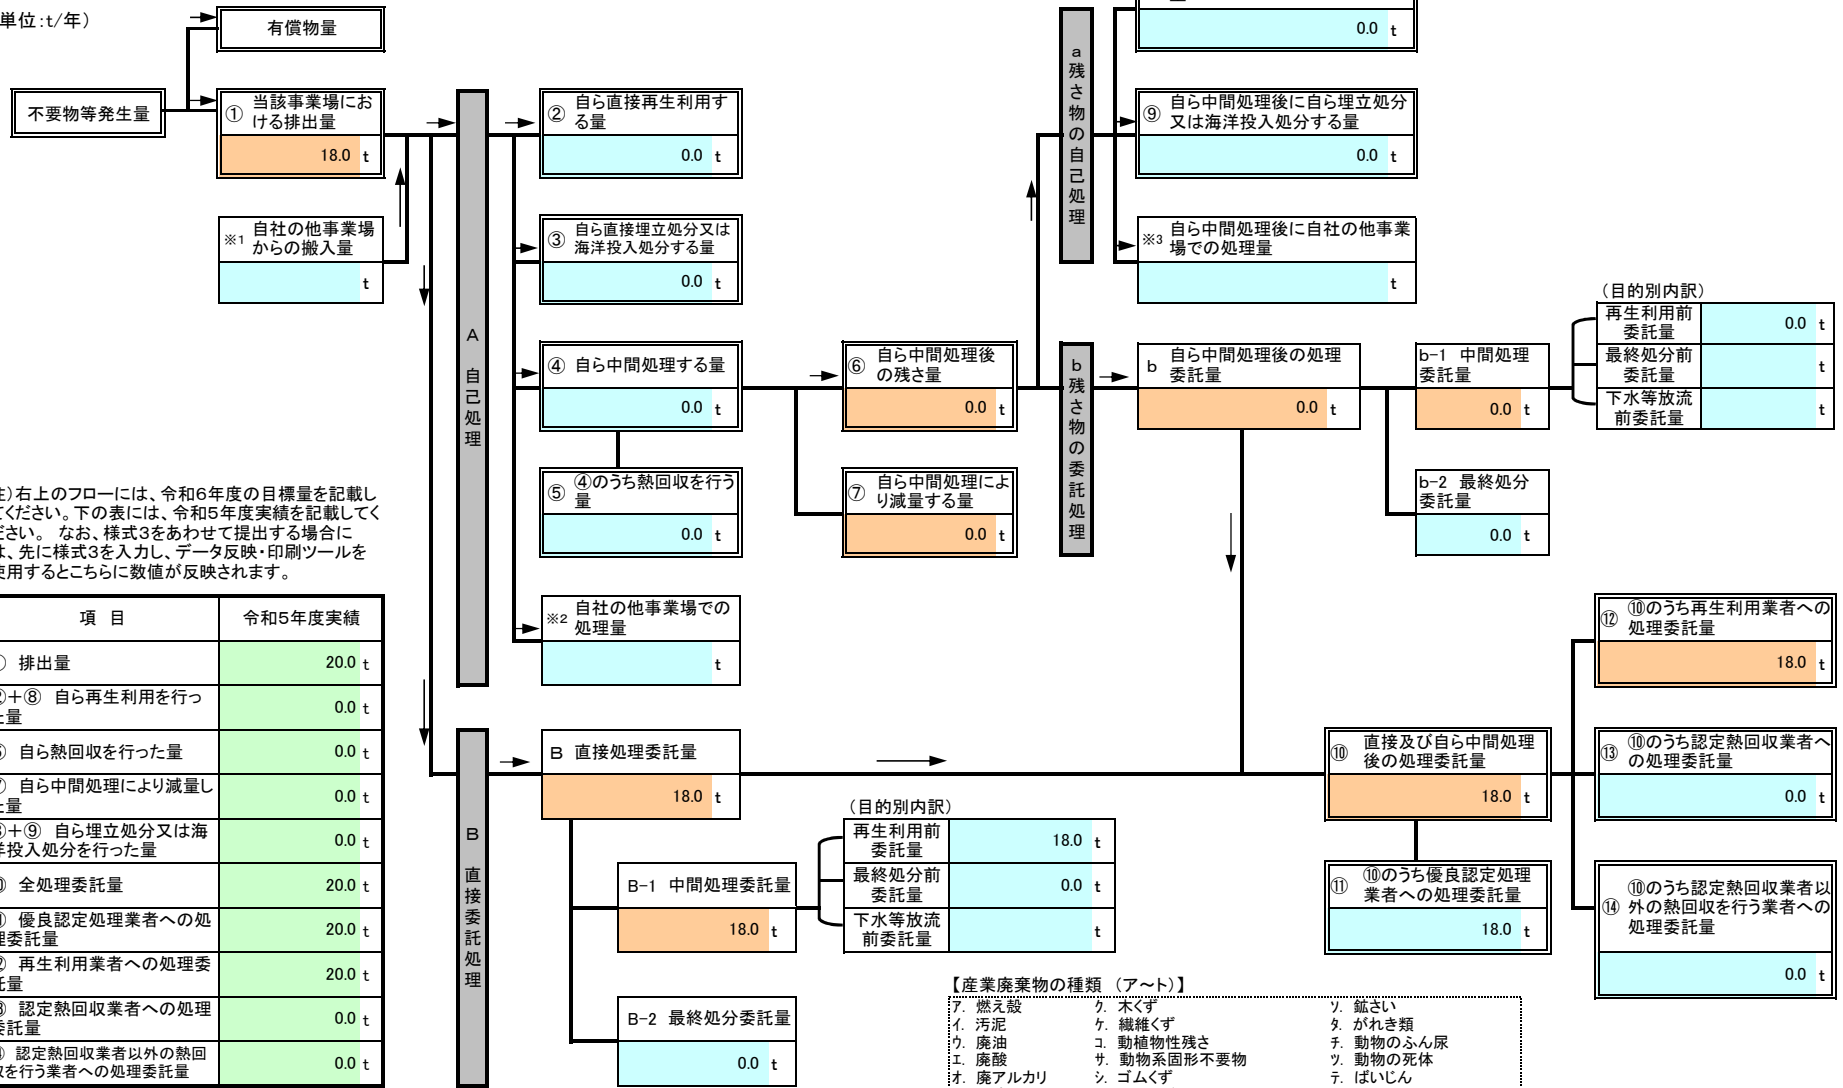 単位:t/年）
有償物量
不要物等発生量
① 当該事業場における排出量
18.0 t
※1 自社の他事業場からの搬入量
t
A 自己処理
② 自ら直接再生利用する量
0.0 t
③ 自ら直接埋立処分又は海洋投入処分する量
0.0 t
④ 自ら中間処理する量
0.0 t
⑤ ④のうち熱回収を行う量
0.0 t
※2 自社の他事業場での処理量
t
⑥ 自ら中間処理後の残さ量
0.0 t
⑦ 自ら中間処理により減量する量
0.0 t
a 残さ物の自己処理
0.0 t
⑨ 自ら中間処理後に自ら埋立処分又は海洋投入処分する量
0.0 t
※3 自ら中間処理後に自社の他事業場での処理量
t
b 残さ物の委託処理
b 自ら中間処理後の処理委託量
0.0 t
b-1 中間処理委託量
0.0 t
b-2 最終処分委託量
0.0 t
（目的別内訳）
再生利用前委託量 0.0 t
最終処分前委託量 t
下水等放流前委託量 t
)右上のフローには、令和6年度の目標量を記載し
てください。下の表には、令和5年度実績を記載してく
ださい。 なお、様式3をあわせて提出する場合に
は、先に様式3を入力し、データ反映・印刷ツールを
使用するとこちらに数値が反映されます。
項 目 令和5年度実績
排出量 20.0 t
＋⑧ 自ら再生利用を行った量 0.0 t
自ら熱回収を行った量 0.0 t
自ら中間処理により減量した量 0.0 t
＋⑨ 自ら埋立処分又は海洋投入処分を行った量 0.0 t
全処理委託量 20.0 t
優良認定処理業者への処理委託量 20.0 t
再生利用業者への処理委託量 20.0 t
認定熱回収業者への処理委託量 0.0 t
認定熱回収業者以外の熱回収を行う業者への処理委託量 0.0 t
B 直接委託処理
B 直接処理委託量
18.0 t
B-1 中間処理委託量
18.0 t
B-2 最終処分委託量
0.0 t
（目的別内訳）
再生利用前委託量 18.0 t
最終処分前委託量 0.0 t
下水等放流前委託量 t
⑩ 直接及び自ら中間処理後の処理委託量
18.0 t
⑪ ⑩のうち優良認定処理業者への処理委託量
18.0 t
⑫ ⑩のうち再生利用業者への処理委託量
18.0 t
⑬ ⑩のうち認定熱回収業者への処理委託量
0.0 t
⑭ ⑩のうち認定熱回収業者以外の熱回収を行う業者への処理委託量
0.0 t
【産業廃棄物の種類 （ア～ト）】
ア. 燃え殻 ク. 木くず ソ. 鉱さい
イ. 汚泥 ケ. 繊維くず タ. がれき類
ウ. 廃油 コ. 動植物性残さ チ. 動物のふん尿
エ. 廃酸 サ. 動物系固形不要物 ツ. 動物の死体
オ. 廃アルカリ シ. ゴムくず テ. ばいじん